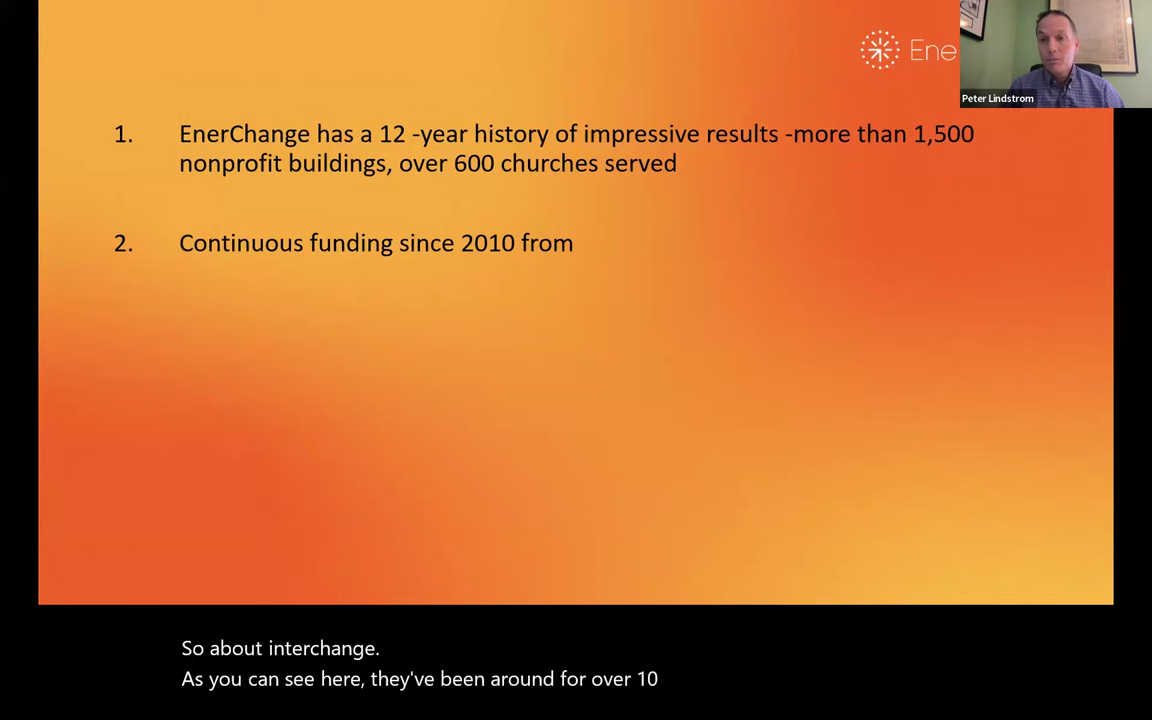 Ene
Peter Lindstrom
1. EnerChange has a 12 -year history of impressive results -more than 1,500
nonprofit buildings, over 600 churches served
2. Continuous funding since 2010 from
So about interchange.
As you can see here, they've been around for over 10